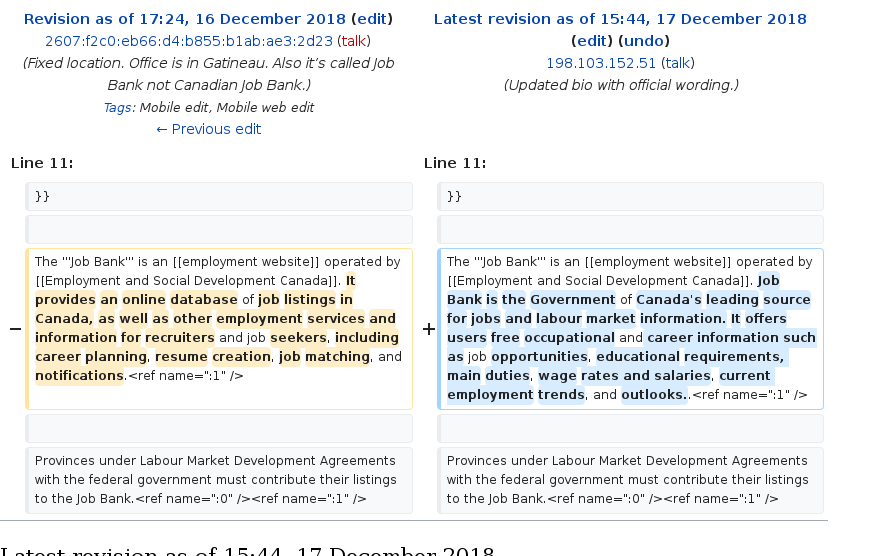 Revision as of 17:24, 16 December 2018 (edit)
2607:f2c0:eb66:d4:b855:b1ab:ae3:2d23 (talk)
(Fixed location. Office is in Gatineau. Also it’s called Job
Bank not Canadian Job Bank.)
Tags: Mobile edit, Mobile web edit
← Previous edit
Latest revision as of 15:44, 17 December 2018
(edit) (undo)
198.103.152.51 (talk)
(Updated bio with official wording.)
Line 11:
Line 11:
}}
}}
−
The '''Job Bank''' is an [[employment website]] operated by
[[Employment and Social Development Canada]]. It
provides an online database of job listings in
Canada, as well as other employment services and
information for recruiters and job seekers, including
career planning, resume creation, job matching, and
notifications.<ref name=":1" />
+
The '''Job Bank''' is an [[employment website]] operated by
[[Employment and Social Development Canada]]. Job
Bank is the Government of Canada's leading source
for jobs and labour market information. It offers
users free occupational and career information such
as job opportunities, educational requirements,
main duties, wage rates and salaries, current
employment trends, and outlooks..<ref name=":1" />
Provinces under Labour Market Development Agreements
with the federal government must contribute their listings
to the Job Bank.<ref name=":0" /><ref name=":1" />
Provinces under Labour Market Development Agreements
with the federal government must contribute their listings
to the Job Bank.<ref name=":0" /><ref name=":1" />
Latest revision as of 15:44, 17 December 2018